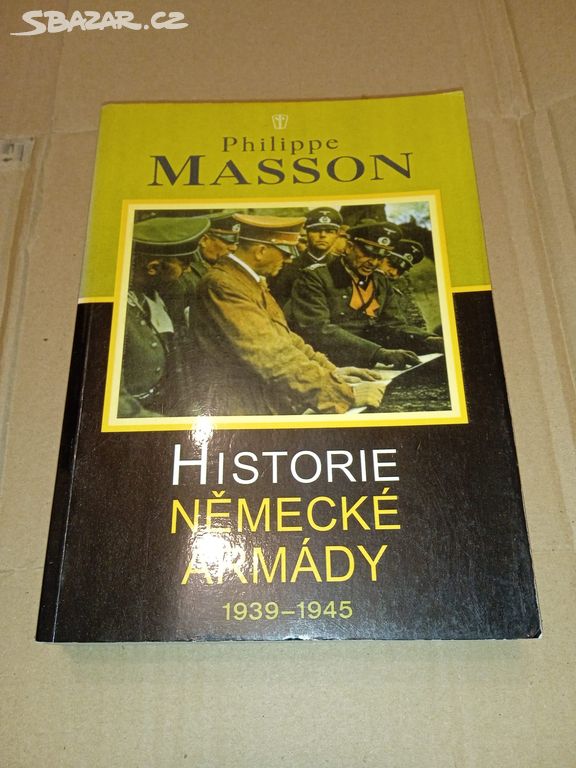 SBAZAR.CZ
Philippe
MASSON
HISTORIE
NĚMECKÉ
ARMÁDY
1939–1945